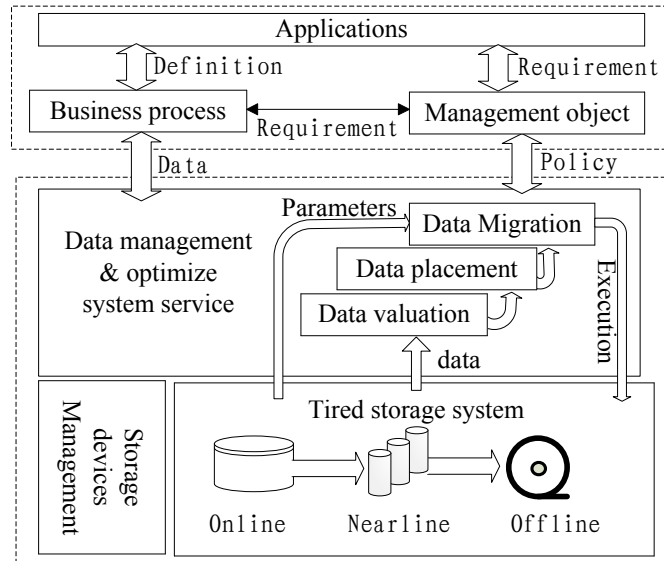 Applications
Definition
Requirement
Business process
Requirement
Management object
Data
Policy
Data management
& optimize
system service
Parameters
Data Migration
Data placement
Data valuation
data
Execution
Storage
devices
Management
Tired storage system
Online
Nearline
Offline